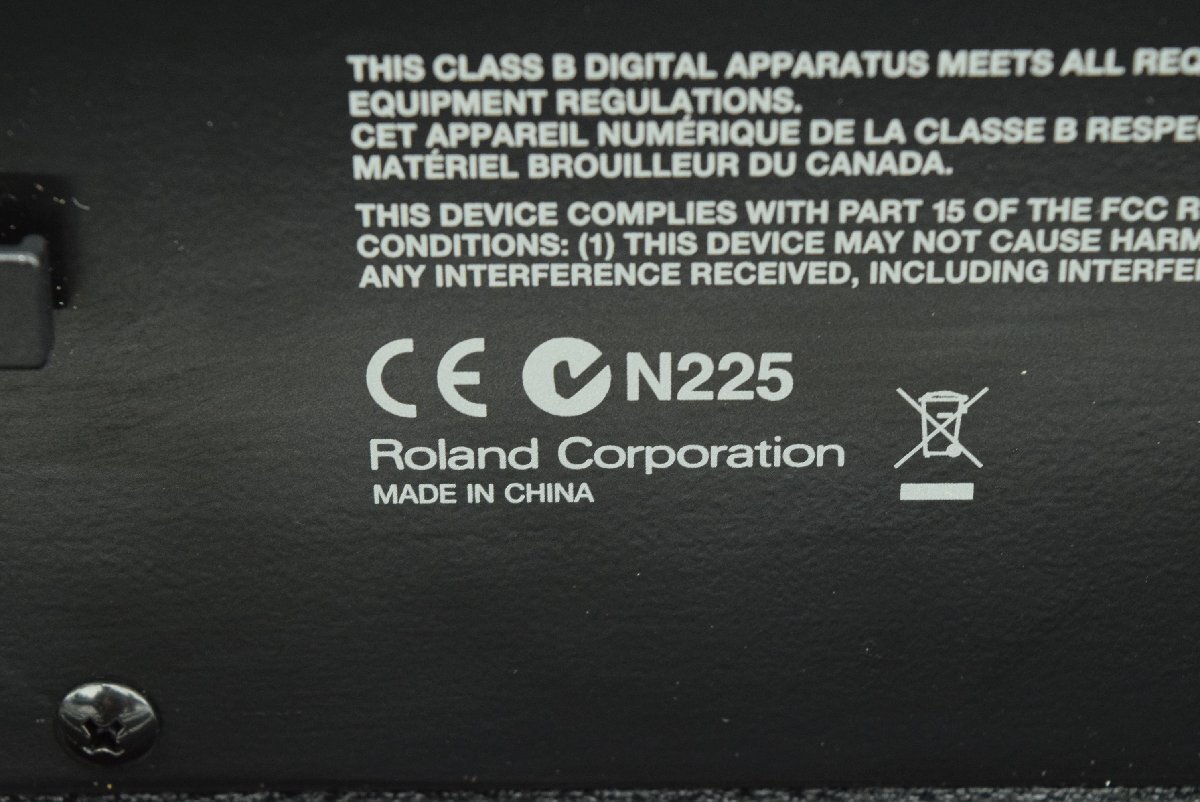 THIS CLASS B DIGITAL APPARATUS MEETS ALL REQ
EQUIPMENT REGULATIONS.
CET APPAREIL NUMÉRIQUE DE LA CLASSE B RESPE
MATÉRIEL BROUILLEUR DU CANADA.
THIS DEVICE COMPLIES WITH PART 15 OF THE FCC R
CONDITIONS: (1) THIS DEVICE MAY NOT CAUSE HARM
ANY INTERFERENCE RECEIVED, INCLUDING INTERFE
CE N225
Roland Corporation
MADE IN CHINA